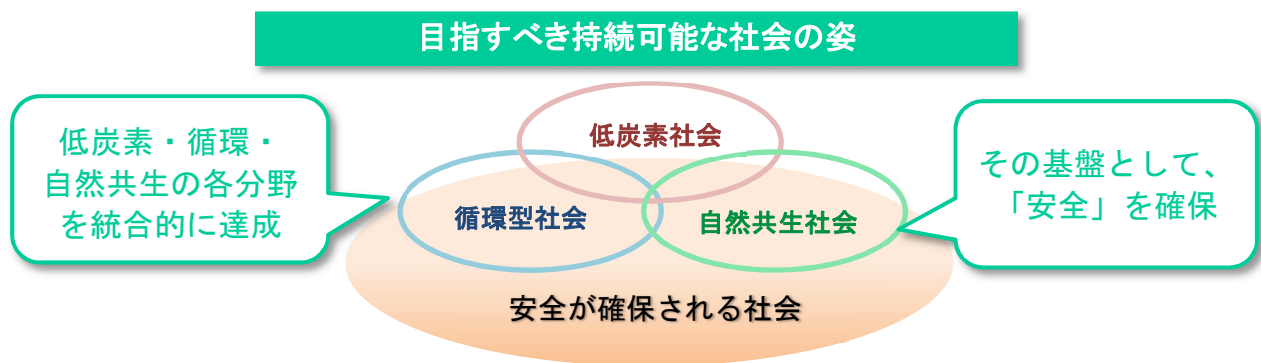 目指すべき持続可能な社会の姿
低炭素・循環・
自然共生の各分野
を統合的に達成
低炭素社会
循環型社会
自然共生社会
安全が確保される社会
その基盤として、
「安全」を確保